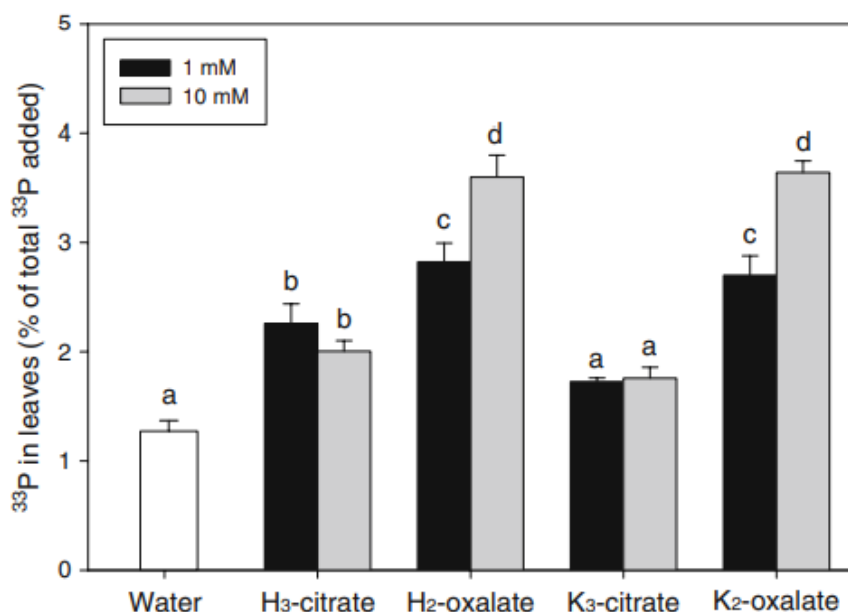 5
1 mM
10 mM
4
d
d
c
c
3
b
b
2
a
a
a
1
0
³³P in leaves (% of total ³³P added)
Water
H₃-citrate
H₂-oxalate
K₃-citrate
K₂-oxalate